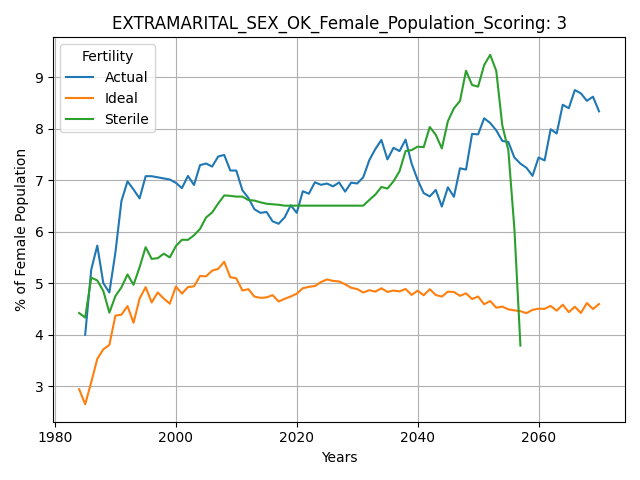 EXTRAMARITAL_SEX_OK_Female_Population_Scoring: 3
Fertility
Actual
Ideal
Sterile
% of Female Population
9
8
7
6
5
4
3
1980
2000
2020
2040
2060
Years